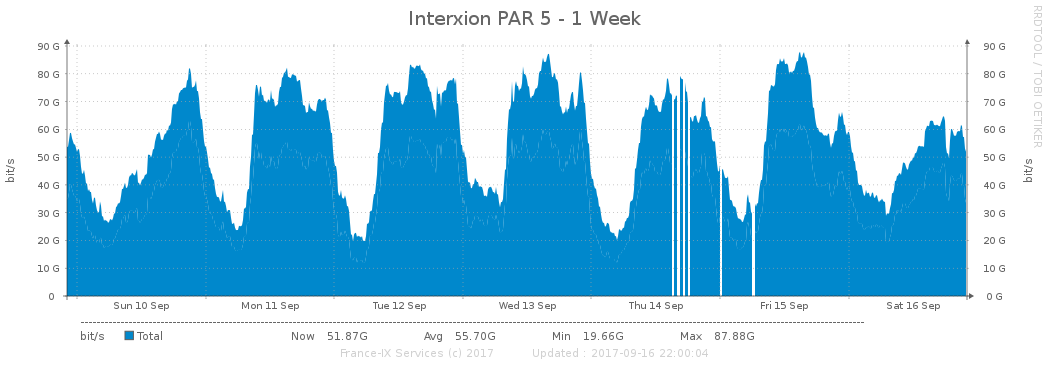 Interxion PAR 5 - 1 Week
RRDTOOL / TOBI OETIKER
90 G 90 G
80 G 80 G
70 G 70 G
60 G 60 G
50 G 50 G
40 G 40 G
30 G 30 G
20 G 20 G
10 G 10 G
0 0 G
bit/s
bit/s
Sun 10 Sep Mon 11 Sep Tue 12 Sep Wed 13 Sep Thu 14 Sep Fri 15 Sep Sat 16 Sep
bit/s Total Now 51.87G Avg 55.70G Min 19.66G Max 87.88G
France-IX Services (c) 2017 Updated : 2017-09-16 22:00:04